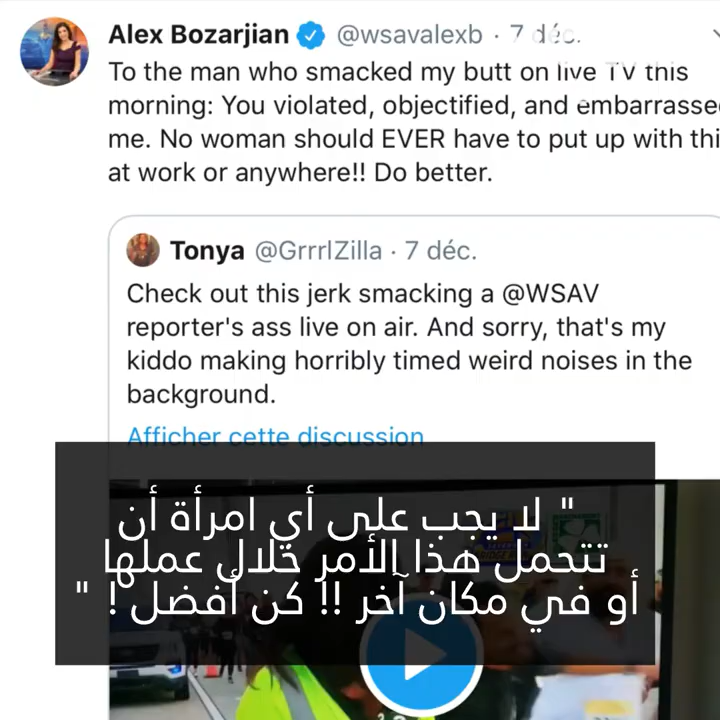 Alex Bozarjian @wsavalexb · 7 déc.
To the man who smacked my butt on live TV this
morning: You violated, objectified, and embarrasse
me. No woman should EVER have to put up with thi
at work or anywhere!! Do better.
Tonya @GrrrlZilla · 7 déc.
Check out this jerk smacking a @WSAV
reporter's ass live on air. And sorry, that's my
kiddo making horribly timed weird noises in the
background.
Afficher cette discussion
" لا يجب على أي امرأة أن
تتحمل هذا الأمر خلال عملها
أو في مكان آخر !! كن أفضل ! "